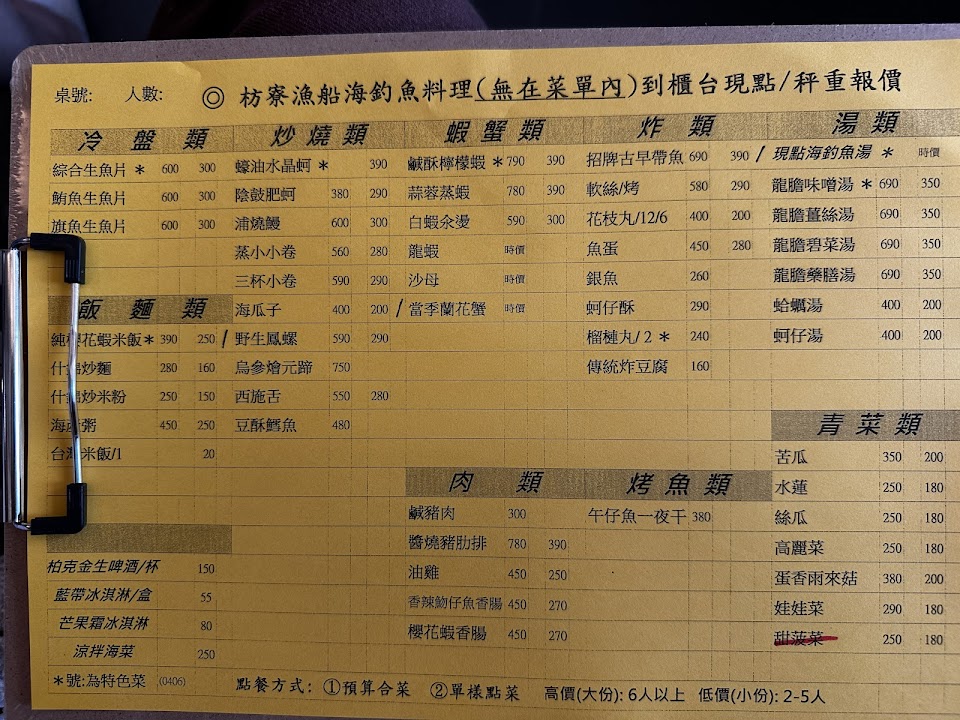 桌號: 人數: ◎ 枋寮漁船海釣魚料理(無在菜單內)到櫃台現點/秤重報價
冷盤類
綜合生魚片＊ 600 300
鮪魚生魚片 600 300
旗魚生魚片 600 300
飯麵類
純櫻花蝦米飯＊ 390 250
什錦炒麵 280 160
什錦炒米粉 250 150
海產粥 450 250
台灣米飯/1 20
柏克金生啤酒/杯 150
藍帶冰淇淋/盒 55
芒果霜冰淇淋 80
涼拌海菜 250
＊號:為特色菜 (0406)
炒燒類
蠔油水晶蚵＊ 390
陰鼓肥蚵 380 290
浦燒鰻 600 300
蒸小小卷 560 280
三杯小卷 590 290
海瓜子 400 200
/ 野生鳳螺 590 290
烏參燴元蹄 750
西施舌 550 280
豆酥鱈魚 480
蝦蟹類
鹹酥檸檬蝦＊ 790 390
蒜蓉蒸蝦 780 390
白蝦汆燙 590 300
龍蝦 時價
沙母 時價
/ 當季蘭花蟹 時價
肉類
鹹豬肉 300
醬燒豬肋排 780 390
油雞 450 250
香辣魩仔魚香腸 450 270
櫻花蝦香腸 450 270
炸類
招牌古早帶魚 690 390
軟絲/烤 580 290
花枝丸/12/6 400 200
魚蛋 450 280
銀魚 260
蚵仔酥 290
榴槤丸/2＊ 240
傳統炸豆腐 160
烤魚類
午仔魚一夜干 380
湯類
/ 現點海釣魚湯＊ 時價
龍膽味噌湯＊ 690 350
龍膽薑絲湯 690 350
龍膽碧菜湯 690 350
龍膽藥膳湯 690 350
蛤蠣湯 400 200
蚵仔湯 400 200
青菜類
苦瓜 350 200
水蓮 250 180
絲瓜 250 180
高麗菜 250 180
蛋香雨來菇 380 200
娃娃菜 290 180
甜菠菜 250 180
點餐方式: ①預算合菜 ②單樣點菜 高價(大份): 6人以上 低價(小份): 2-5人